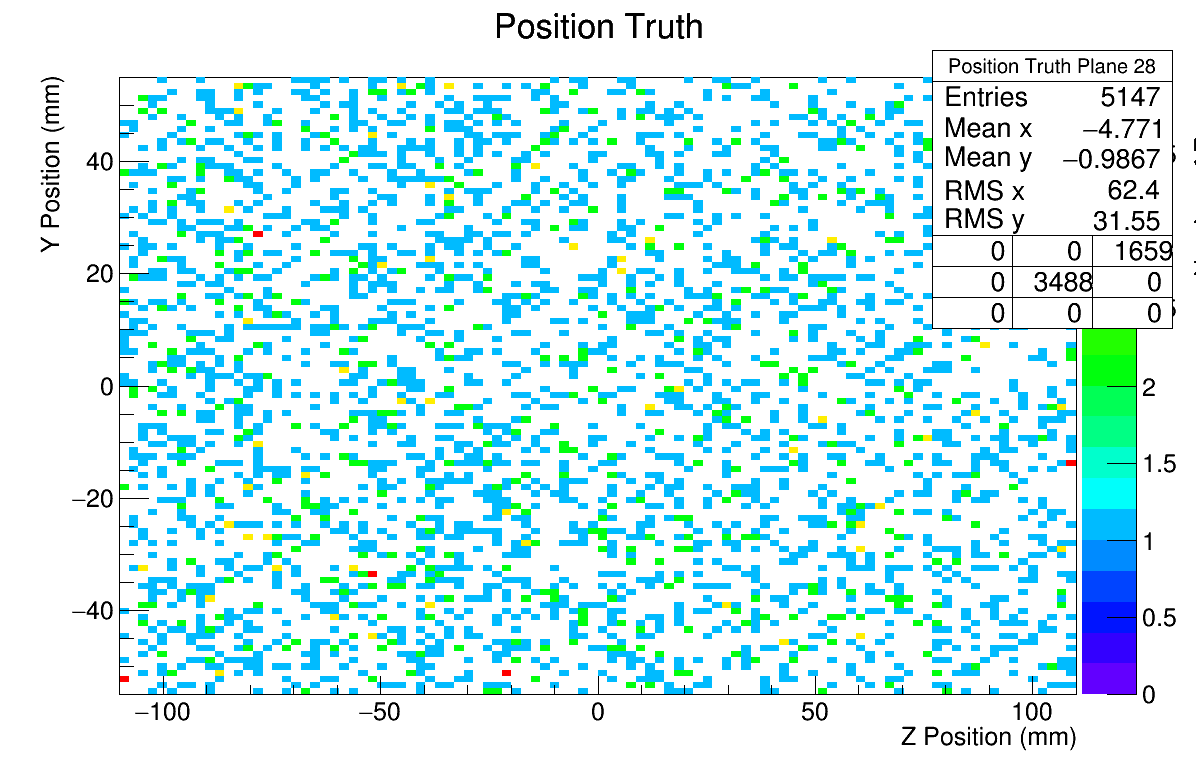 Position Truth
Position Truth Plane 28
Entries 5147
Mean x −4.771
Mean y −0.9867
RMS x 62.4
RMS y 31.55
0 0 1659
0 3488 0
0 0 0
Y Position (mm)
40
20
0
−20
−40
−100 −50 0 50 100
Z Position (mm)
2
1.5
1
0.5
0